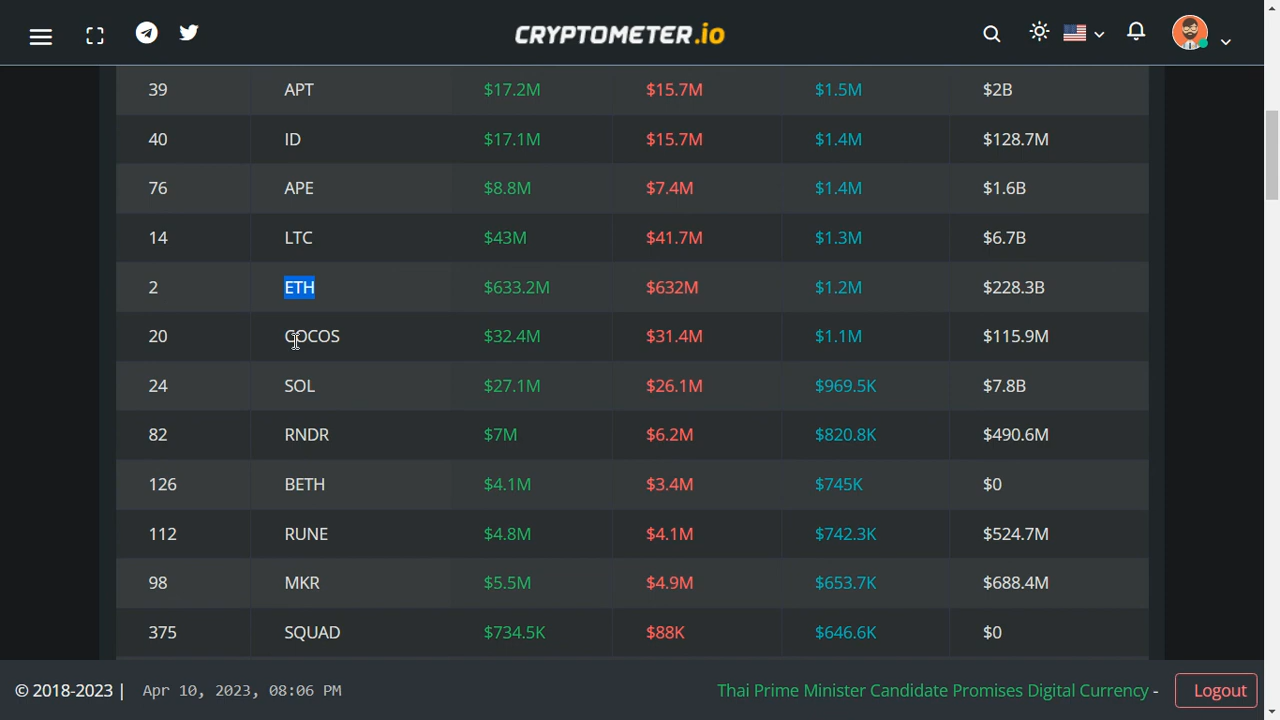 CRYPTOMETER.io
39 APT $17.2M $15.7M $1.5M $2B
40 ID $17.1M $15.7M $1.4M $128.7M
76 APE $8.8M $7.4M $1.4M $1.6B
14 LTC $43M $41.7M $1.3M $6.7B
2 ETH $633.2M $632M $1.2M $228.3B
20 COCOS $32.4M $31.4M $1.1M $115.9M
24 SOL $27.1M $26.1M $969.5K $7.8B
82 RNDR $7M $6.2M $820.8K $490.6M
126 BETH $4.1M $3.4M $745K $0
112 RUNE $4.8M $4.1M $742.3K $524.7M
98 MKR $5.5M $4.9M $653.7K $688.4M
375 SQUAD $734.5K $88K $646.6K $0
© 2018-2023 | Apr 10, 2023, 08:06 PM Thai Prime Minister Candidate Promises Digital Currency - Logout